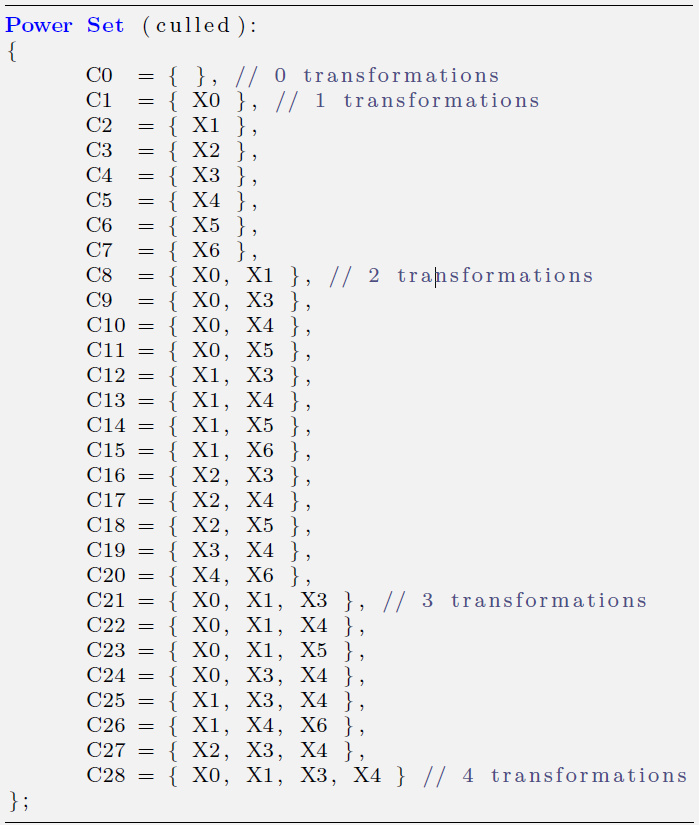 Power Set (culled):
{
C0 = { }, // 0 transformations
C1 = { X0 }, // 1 transformations
C2 = { X1 },
C3 = { X2 },
C4 = { X3 },
C5 = { X4 },
C6 = { X5 },
C7 = { X6 },
C8 = { X0, X1 }, // 2 transformations
C9 = { X0, X3 },
C10 = { X0, X4 },
C11 = { X0, X5 },
C12 = { X1, X3 },
C13 = { X1, X4 },
C14 = { X1, X5 },
C15 = { X1, X6 },
C16 = { X2, X3 },
C17 = { X2, X4 },
C18 = { X2, X5 },
C19 = { X3, X4 },
C20 = { X4, X6 },
C21 = { X0, X1, X3 }, // 3 transformations
C22 = { X0, X1, X4 },
C23 = { X0, X1, X5 },
C24 = { X0, X3, X4 },
C25 = { X1, X3, X4 },
C26 = { X1, X4, X6 },
C27 = { X2, X3, X4 },
C28 = { X0, X1, X3, X4 } // 4 transformations
};